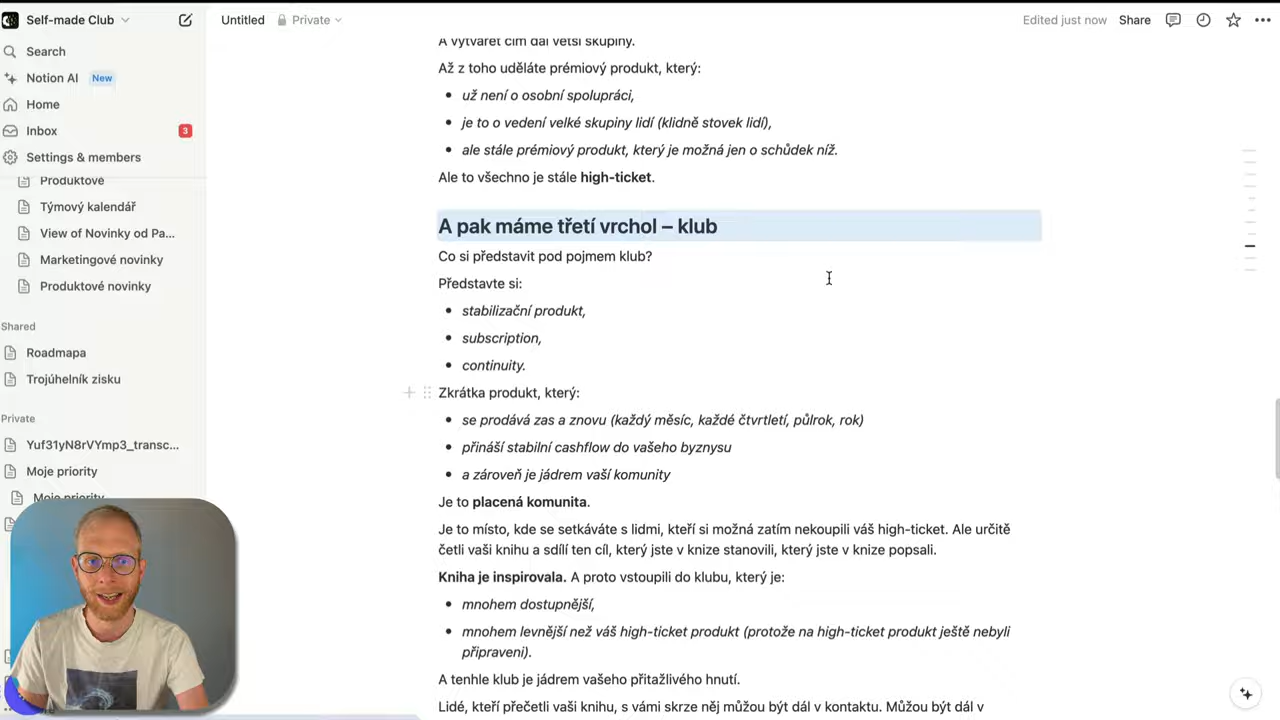 Self-made Club
Untitled
Private
Edited just now
Share
Search
Notion AI New
Home
Inbox 3
Settings & members
Produktové
Týmový kalendář
View of Novinky od Pa...
Marketingové novinky
Produktové novinky
Shared
Roadmapa
Trojúhelník zisku
Private
Yuf31yN8rVYmp3_transc...
Moje priority
Moje priority
A vytvářet čím dál větší skupiny.
Až z toho uděláte prémiový produkt, který:
• už není o osobní spolupráci,
• je to o vedení velké skupiny lidí (klidně stovek lidí),
• ale stále prémiový produkt, který je možná jen o schůdek níž.
Ale to všechno je stále high-ticket.
A pak máme třetí vrchol – klub
Co si představit pod pojmem klub?
Představte si:
• stabilizační produkt,
• subscription,
• continuity.
Zkrátka produkt, který:
• se prodává zas a znovu (každý měsíc, každé čtvrtletí, půlrok, rok)
• přináší stabilní cashflow do vašeho byznysu
• a zároveň je jádrem vaší komunity
Je to placená komunita.
Je to místo, kde se setkáváte s lidmi, kteří si možná zatím nekoupili váš high-ticket. Ale určitě
četli vaši knihu a sdílí ten cíl, který jste v knize stanovili, který jste v knize popsali.
Kniha je inspirovala. A proto vstoupili do klubu, který je:
• mnohem dostupnější,
• mnohem levnější než váš high-ticket produkt (protože na high-ticket produkt ještě nebyli
připraveni).
A tenhle klub je jádrem vašeho přitažlivého hnutí.
Lidé, kteří přečetli vaši knihu, s vámi skrze něj můžou být dál v kontaktu. Můžou být dál v